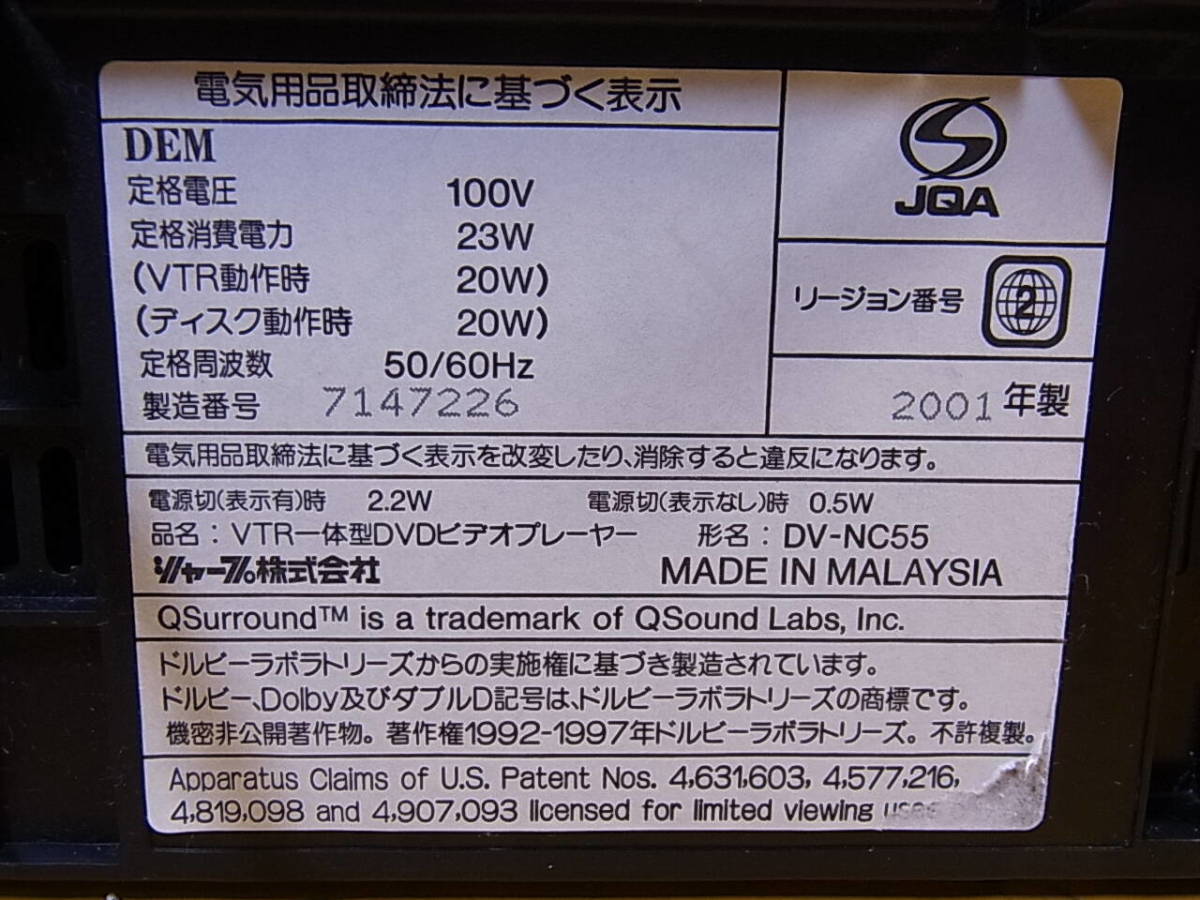 電気用品取締法に基づく表示
DEM
定格電圧 100V
定格消費電力 23W
(VTR動作時 20W)
(ディスク動作時 20W)
定格周波数 50/60Hz
製造番号 7147226
JQA
リージョン番号 2
2001 年製
電気用品取締法に基づく表示を改変したり、消除すると違反になります。
電源切(表示有)時 2.2W 電源切(表示なし)時 0.5W
品名：VTR一体型DVDビデオプレーヤー 形名：DV-NC55
シャープ株式会社 MADE IN MALAYSIA
QSurround™ is a trademark of QSound Labs, Inc.
ドルビーラボラトリーズからの実施権に基づき製造されています。
ドルビー、Dolby及びダブルD記号は、ドルビーラボラトリーズの商標です。
機密非公開著作物。著作権1992-1997年ドルビーラボラトリーズ。不許複製。
Apparatus Claims of U.S. Patent Nos. 4,631,603, 4,577,216,
4,819,098 and 4,907,093 licensed for limited viewing uses